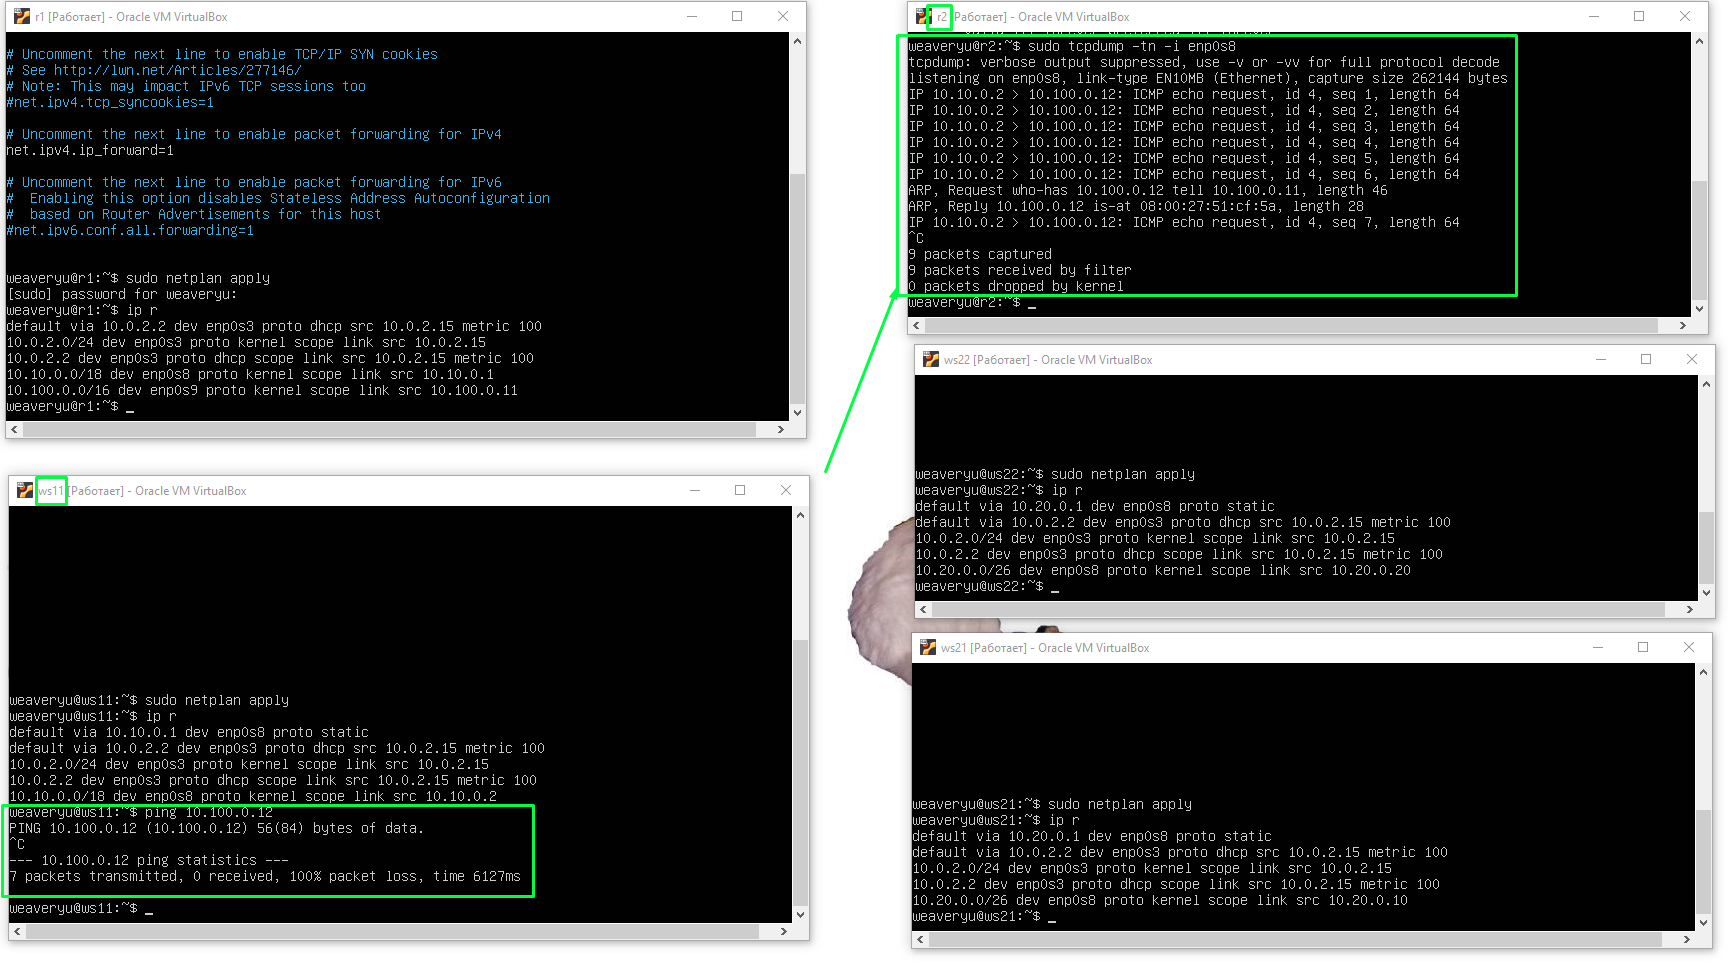 r1 [Работает] - Oracle VM VirtualBox
# Uncomment the next line to enable TCP/IP SYN cookies
# See http://lwn.net/Articles/277146/
# Note: This may impact IPv6 TCP sessions too
#net.ipv4.tcp_syncookies=1
# Uncomment the next line to enable packet forwarding for IPv4
net.ipv4.ip_forward=1
# Uncomment the next line to enable packet forwarding for IPv6
#  Enabling this option disables Stateless Address Autoconfiguration
#  based on Router Advertisements for this host
#net.ipv6.conf.all.forwarding=1
weaveryu@r1:~$ sudo netplan apply
[sudo] password for weaveryu:
weaveryu@r1:~$ ip r
default via 10.0.2.2 dev enp0s3 proto dhcp src 10.0.2.15 metric 100
10.0.2.0/24 dev enp0s3 proto kernel scope link src 10.0.2.15
10.0.2.2 dev enp0s3 proto dhcp scope link src 10.0.2.15 metric 100
10.10.0.0/18 dev enp0s8 proto kernel scope link src 10.10.0.1
10.100.0.0/16 dev enp0s9 proto kernel scope link src 10.100.0.11
weaveryu@r1:~$ _
ws11 [Работает] - Oracle VM VirtualBox
weaveryu@ws11:~$ sudo netplan apply
weaveryu@ws11:~$ ip r
default via 10.10.0.1 dev enp0s8 proto static
default via 10.0.2.2 dev enp0s3 proto dhcp src 10.0.2.15 metric 100
10.0.2.0/24 dev enp0s3 proto kernel scope link src 10.0.2.15
10.0.2.2 dev enp0s3 proto dhcp scope link src 10.0.2.15 metric 100
10.10.0.0/18 dev enp0s8 proto kernel scope link src 10.10.0.2
weaveryu@ws11:~$ ping 10.100.0.12
PING 10.100.0.12 (10.100.0.12) 56(84) bytes of data.
^C
--- 10.100.0.12 ping statistics ---
7 packets transmitted, 0 received, 100% packet loss, time 6127ms
weaveryu@ws11:~$ _
r2 [Работает] - Oracle VM VirtualBox
weaveryu@r2:~$ sudo tcpdump -tn -i enp0s8
tcpdump: verbose output suppressed, use -v or -vv for full protocol decode
listening on enp0s8, link-type EN10MB (Ethernet), capture size 262144 bytes
IP 10.10.0.2 > 10.100.0.12: ICMP echo request, id 4, seq 1, length 64
IP 10.10.0.2 > 10.100.0.12: ICMP echo request, id 4, seq 2, length 64
IP 10.10.0.2 > 10.100.0.12: ICMP echo request, id 4, seq 3, length 64
IP 10.10.0.2 > 10.100.0.12: ICMP echo request, id 4, seq 4, length 64
IP 10.10.0.2 > 10.100.0.12: ICMP echo request, id 4, seq 5, length 64
IP 10.10.0.2 > 10.100.0.12: ICMP echo request, id 4, seq 6, length 64
ARP, Request who-has 10.100.0.12 tell 10.100.0.11, length 46
ARP, Reply 10.100.0.12 is-at 08:00:27:51:cf:5a, length 28
IP 10.10.0.2 > 10.100.0.12: ICMP echo request, id 4, seq 7, length 64
^C
9 packets captured
9 packets received by filter
0 packets dropped by kernel
weaveryu@r2:~$ _
ws22 [Работает] - Oracle VM VirtualBox
weaveryu@ws22:~$ sudo netplan apply
weaveryu@ws22:~$ ip r
default via 10.20.0.1 dev enp0s8 proto static
default via 10.0.2.2 dev enp0s3 proto dhcp src 10.0.2.15 metric 100
10.0.2.0/24 dev enp0s3 proto kernel scope link src 10.0.2.15
10.0.2.2 dev enp0s3 proto dhcp scope link src 10.0.2.15 metric 100
10.20.0.0/26 dev enp0s8 proto kernel scope link src 10.20.0.20
weaveryu@ws22:~$ _
ws21 [Работает] - Oracle VM VirtualBox
weaveryu@ws21:~$ sudo netplan apply
weaveryu@ws21:~$ ip r
default via 10.20.0.1 dev enp0s8 proto static
default via 10.0.2.2 dev enp0s3 proto dhcp src 10.0.2.15 metric 100
10.0.2.0/24 dev enp0s3 proto kernel scope link src 10.0.2.15
10.0.2.2 dev enp0s3 proto dhcp scope link src 10.0.2.15 metric 100
10.20.0.0/26 dev enp0s8 proto kernel scope link src 10.20.0.10
weaveryu@ws21:~$ _